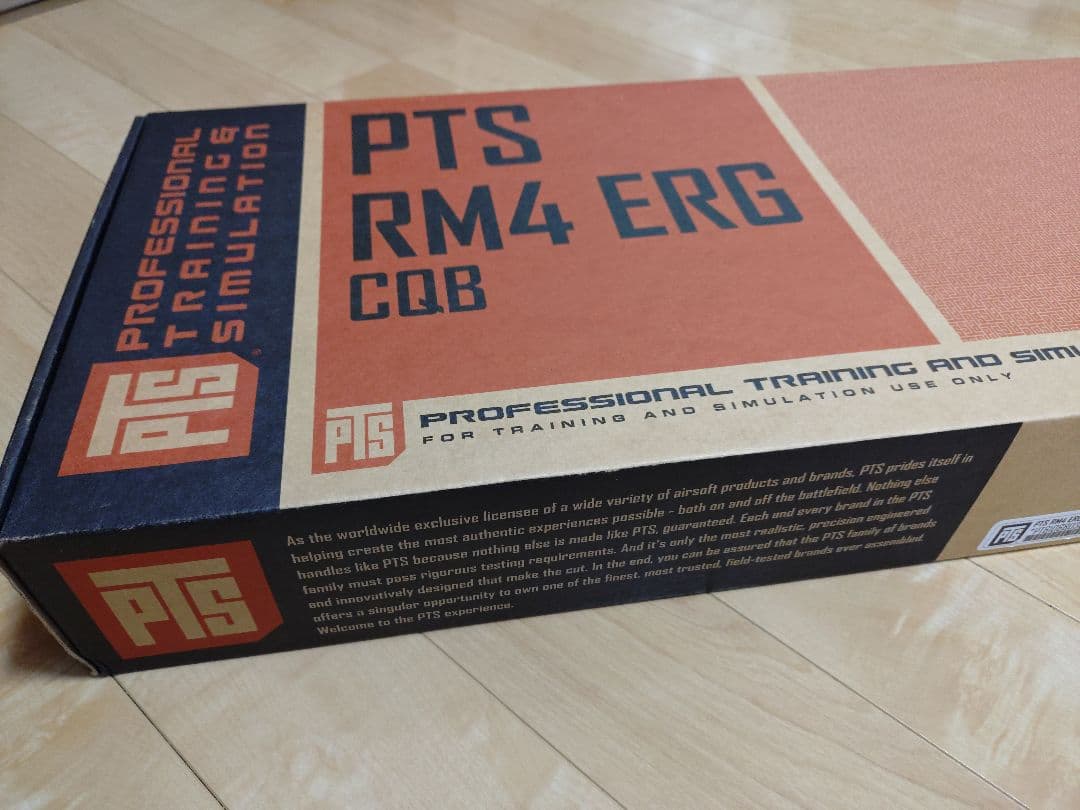 PROFESSIONAL
TRAINING &
SIMULATION
PTS
PTS
RM4 ERG
CQB
PTS
PROFESSIONAL TRAINING AND
FOR TRAINING AND SIMULATION USE ONLY
PTS
As the worldwide exclusive licensee of a wide variety of airsoft products and brands, PTS prides itself in
helping create the most authentic experiences possible - both on and off the battlefield. Nothing else
handles like PTS because nothing else is made like PTS, guaranteed. Each and every brand in the PTS
family must pass rigorous testing requirements. And it's only the most realistic, precision engineered
and innovatively designed that make the cut. In the end, you can be assured that the PTS family of brands
offers a singular opportunity to own one of the finest, most trusted, field-tested brands ever assembled.
Welcome to the PTS experience.
PTS
PTS RM4